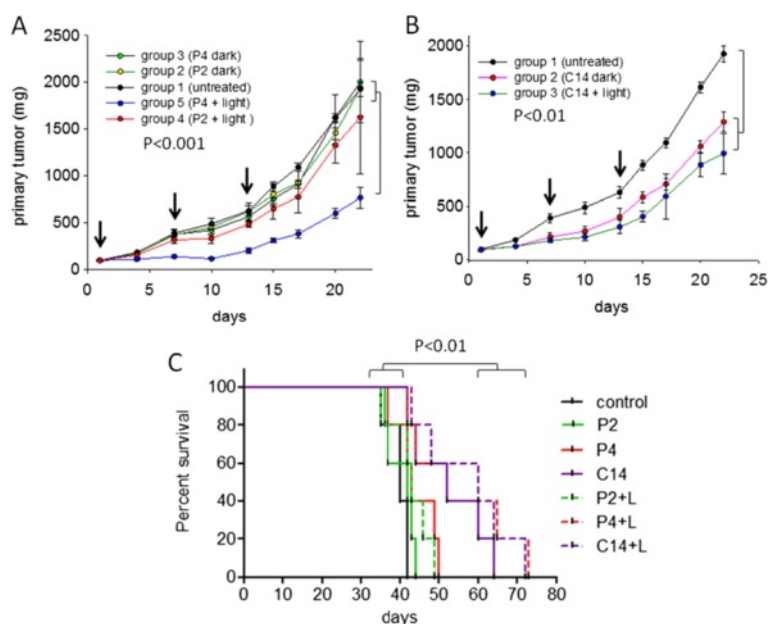 A
group 3 (P4 dark)
group 2 (P2 dark)
group 1 (untreated)
group 5 (P4 + light)
group 4 (P2 + light )
P<0.001
primary tumor (mg)
2500
2000
1500
1000
500
0
0 5 10 15 20
days
B
group 1 (untreated)
group 2 (C14 dark)
group 3 (C14 + light)
P<0.01
primary tumor (mg)
2000
1500
1000
500
0
0 5 10 15 20 25
days
C
P<0.01
Percent survival
100
80
60
40
20
0
0 10 20 30 40 50 60 70 80
days
control
P2
P4
C14
P2+L
P4+L
C14+L